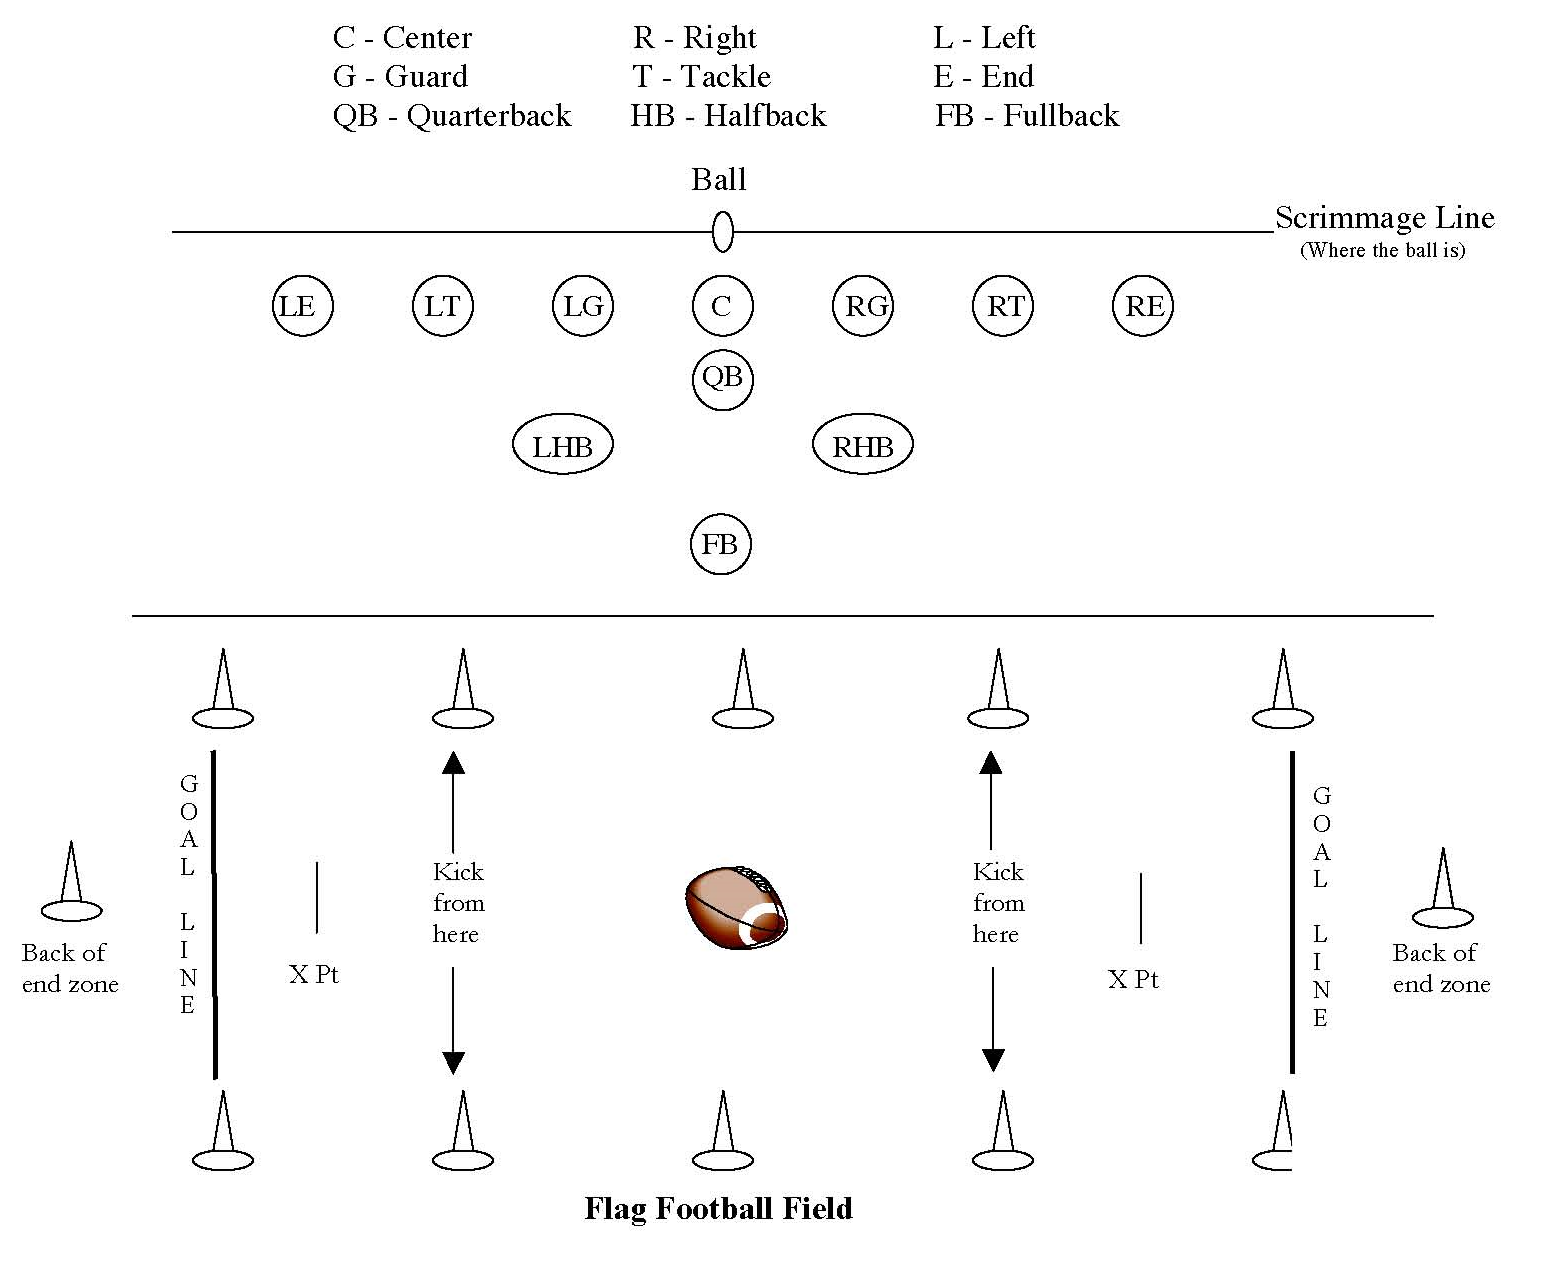 C - Center R - Right L - Left
G - Guard T - Tackle E - End
QB - Quarterback HB - Halfback FB - Fullback
Ball
Scrimmage Line
(Where the ball is)
LE LT LG C RG RT RE
QB
LHB RHB
FB
GOAL LINE
Back of
end zone
X Pt
Kick
from
here
Kick
from
here
X Pt
GOAL LINE
Back of
end zone
Flag Football Field